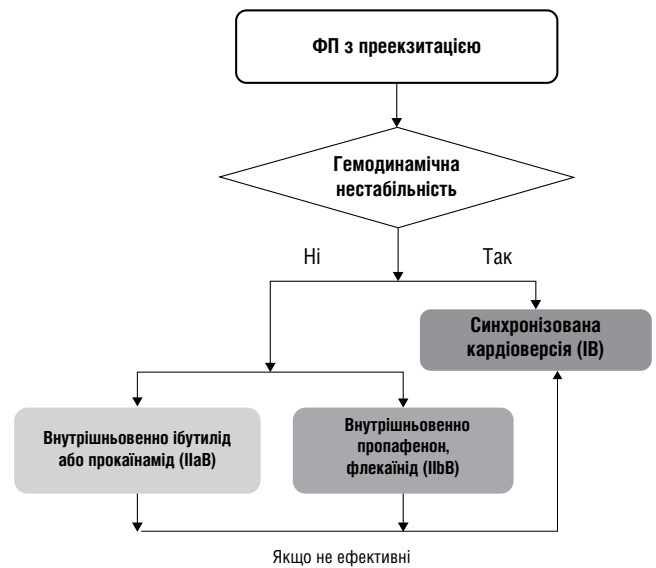 ФП з преекзитацією
Гемодинамічна
нестабільність
Ні
Так
Синхронізована
кардіоверсія (IB)
Внутрішньовенно ібутилід
або прокаїнамід (IIaB)
Внутрішньовенно
пропафенон,
флекаїнід (IIbB)
Якщо не ефективні